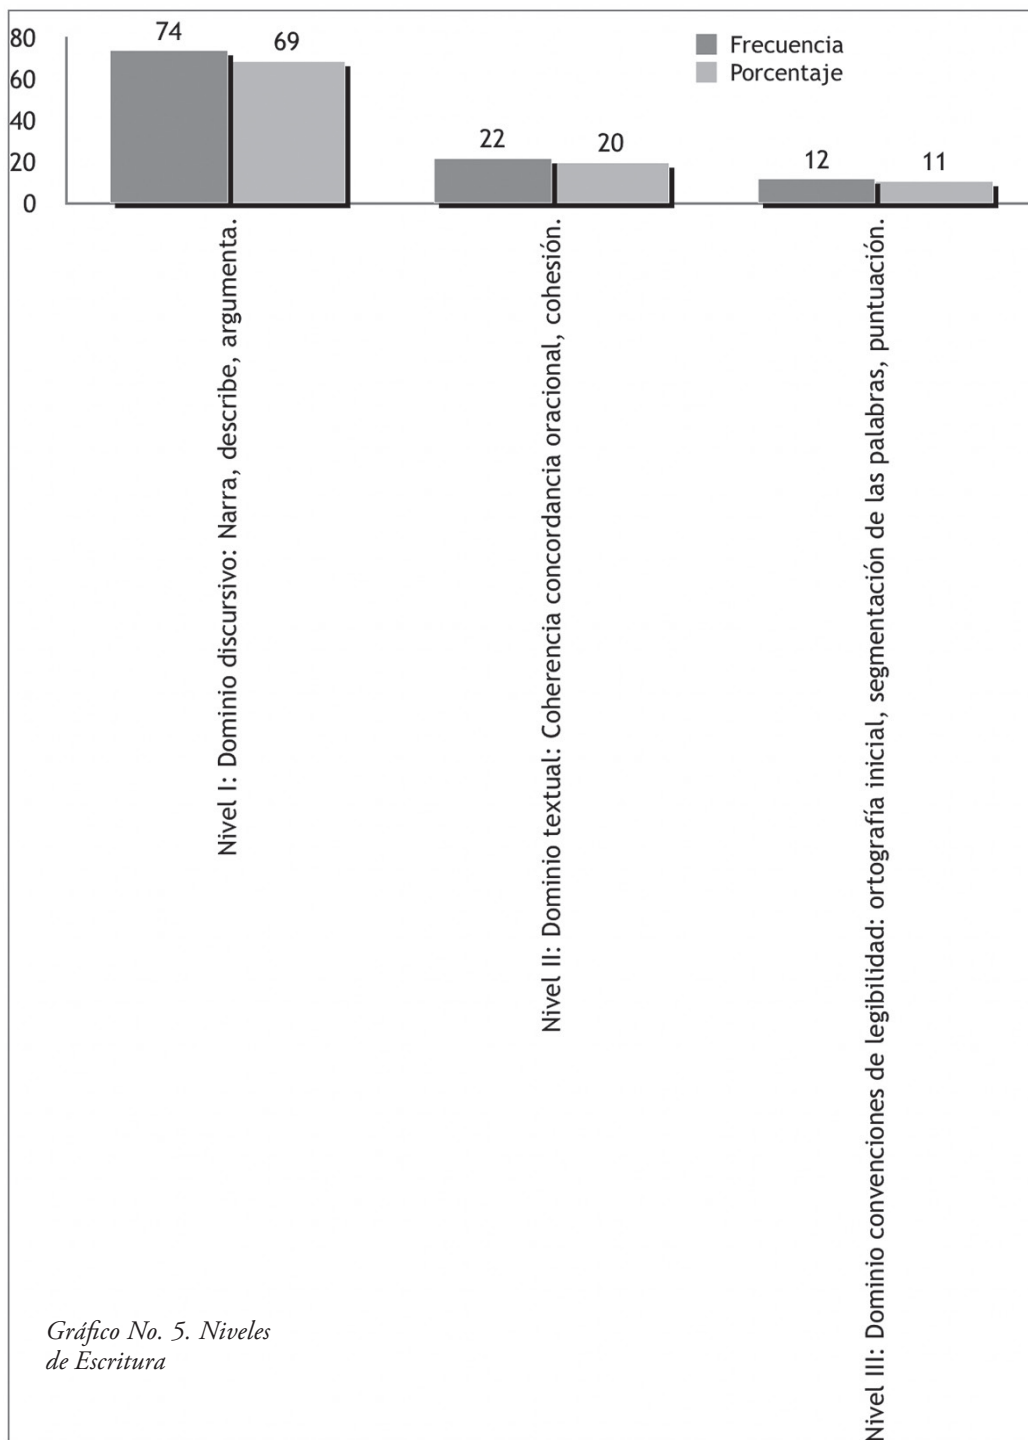 80
60
40
20
0
74
69
22
20
12
11
Frecuencia
Porcentaje
Nivel I: Dominio discursivo: Narra, describe, argumenta.
Nivel II: Dominio textual: Coherencia concordancia oracional, cohesión.
Nivel III: Dominio convenciones de legibilidad: ortografía inicial, segmentación de las palabras, puntuación.
Gráfico No. 5. Niveles
de Escritura